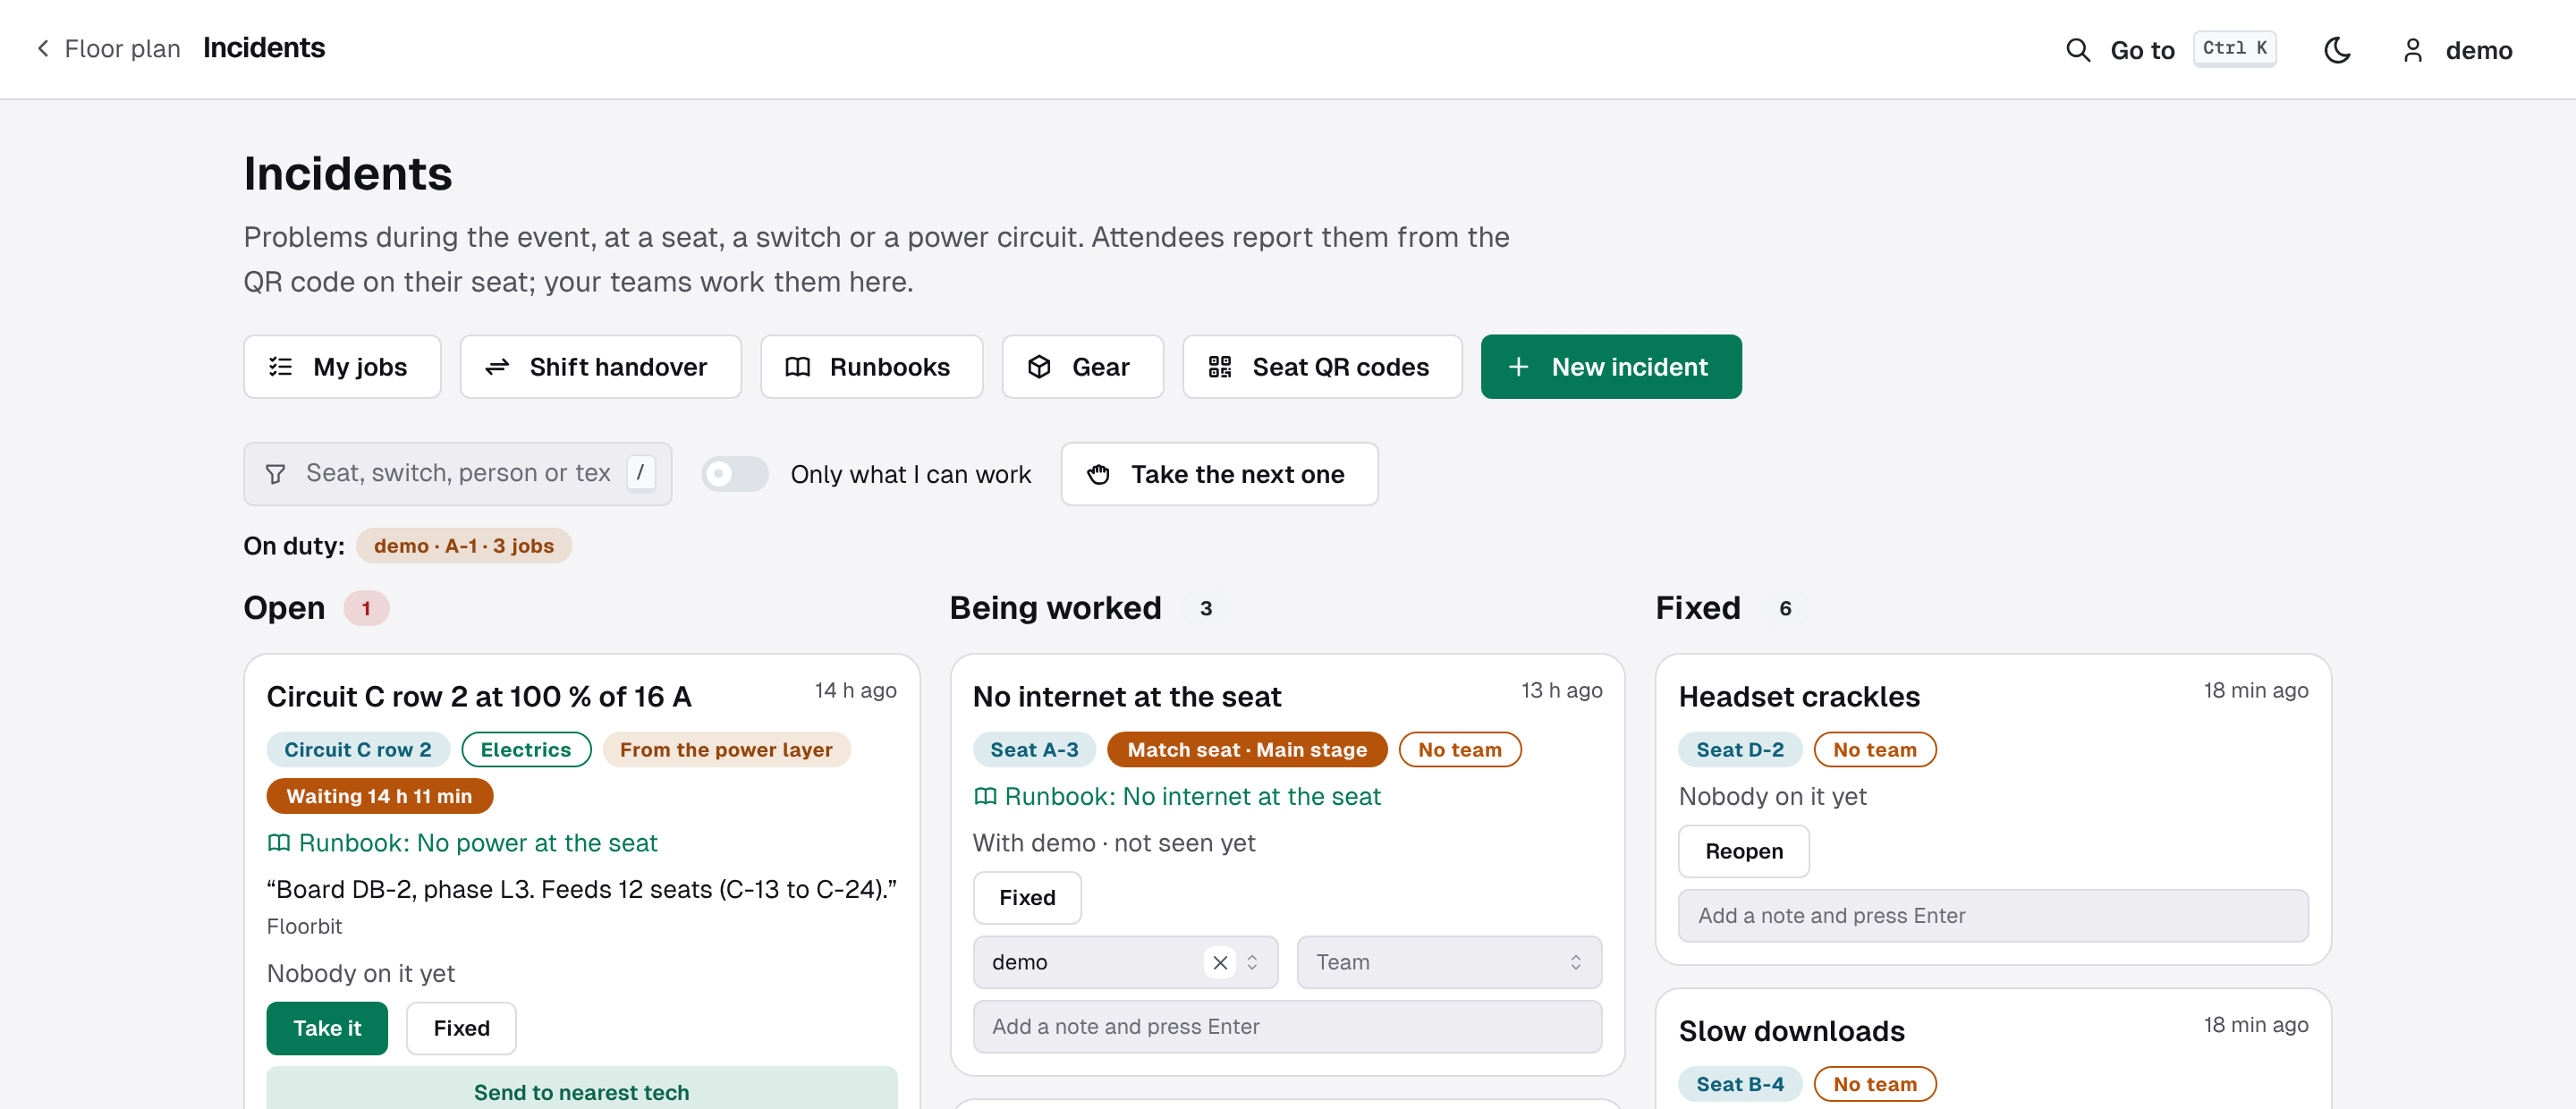 Floor plan
Incidents
Go to
Ctrl K
demo
Incidents
Problems during the event, at a seat, a switch or a power circuit. Attendees report them from the
QR code on their seat; your teams work them here.
My jobs
Shift handover
Runbooks
Gear
Seat QR codes
New incident
Seat, switch, person or tex
/
Only what I can work
Take the next one
On duty:
demo · A-1 · 3 jobs
Open
1
Circuit C row 2 at 100 % of 16 A
14 h ago
Circuit C row 2
Electrics
From the power layer
Waiting 14 h 11 min
Runbook: No power at the seat
“Board DB-2, phase L3. Feeds 12 seats (C-13 to C-24).”
Floorbit
Nobody on it yet
Take it
Fixed
Send to nearest tech
Being worked
3
No internet at the seat
13 h ago
Seat A-3
Match seat · Main stage
No team
Runbook: No internet at the seat
With demo · not seen yet
Fixed
demo
Team
Add a note and press Enter
Fixed
6
Headset crackles
18 min ago
Seat D-2
No team
Nobody on it yet
Reopen
Add a note and press Enter
Slow downloads
18 min ago
Seat B-4
No team